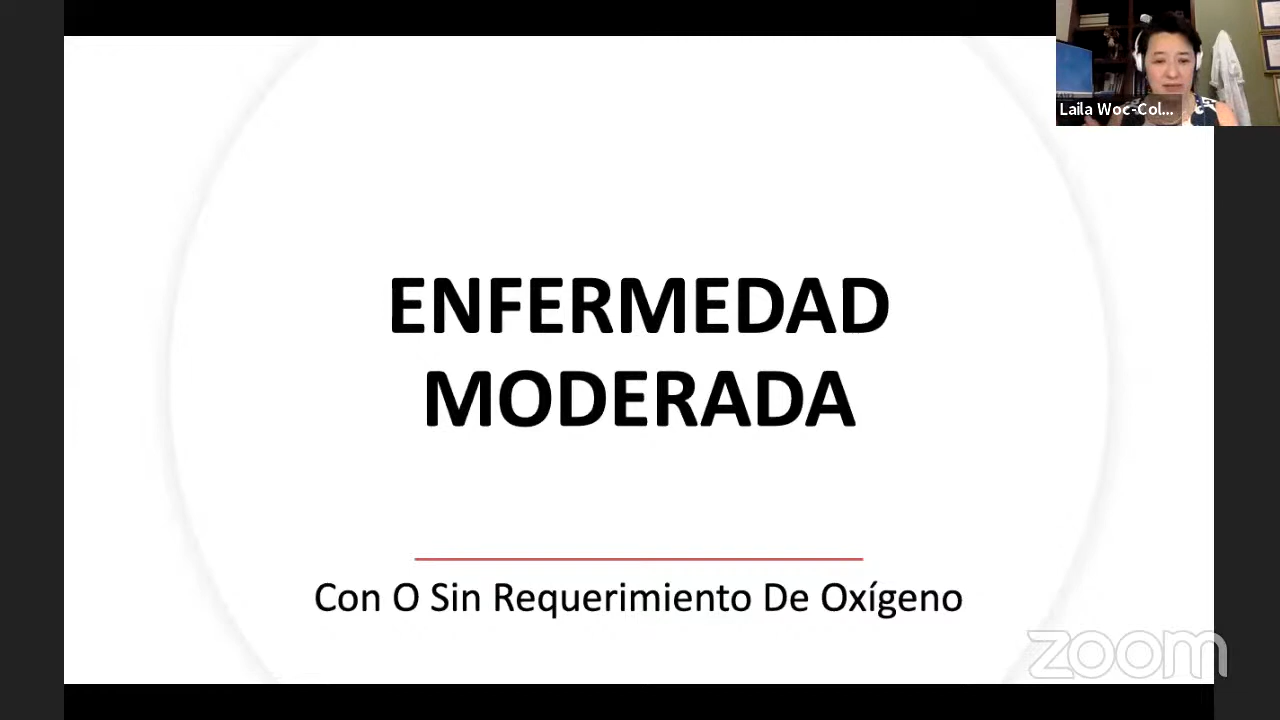 Laila Woc-Col...
ENFERMEDAD
MODERADA
Con O Sin Requerimiento De Oxígeno
zoom